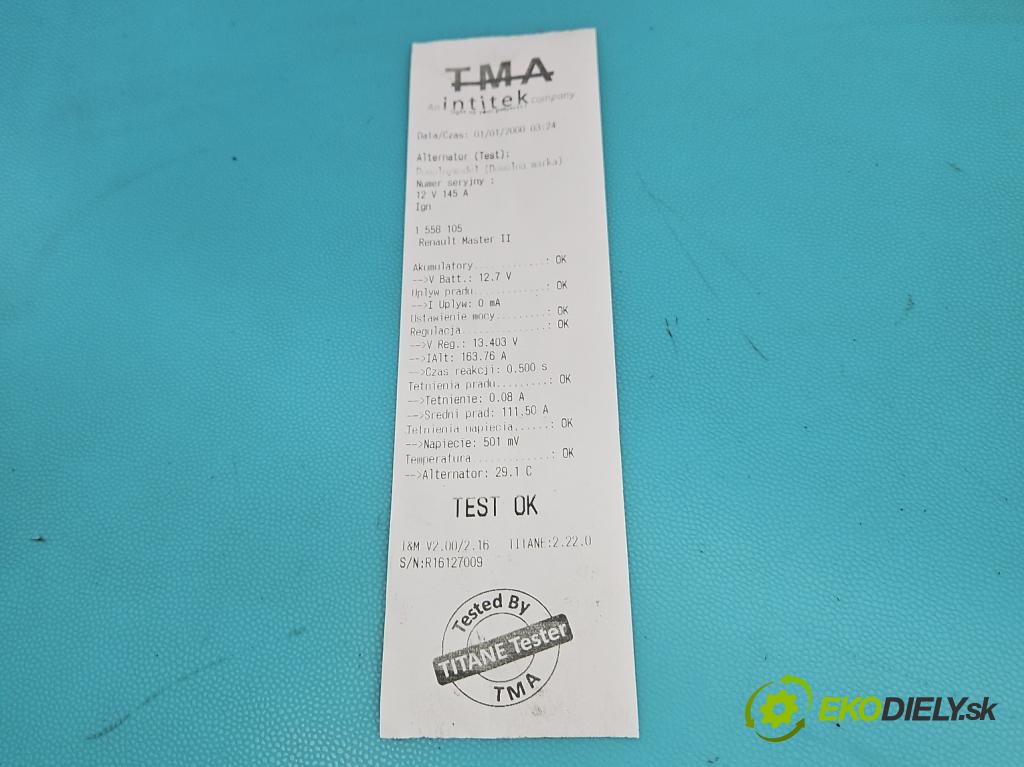 TMA
An intitek company
Data/Czas: 01/01/2000 03:24
Alternator (Test):
(Dowolna marka)
Numer seryjny :
12 V 145 A
Ign
1 558 105
Renault Master II
Akumulatory............: OK
-->V Batt.: 12.7 V
Uplyw pradu............: OK
-->I Uplyw: 0 mA
Ustawienie mocy........: OK
Regulacja..............: OK
-->V Reg.: 13.403 V
-->IAlt: 163.76 A
-->Czas reakcji: 0.500 s
Tetnienia pradu........: OK
-->Tetnienie: 0.08 A
-->Sredni prad: 111.50 A
Tetnienia napiecia.....: OK
-->Napiecie: 501 mV
Temperatura............: OK
-->Alternator: 29.1 C
TEST OK
T&M V2.00/2.16 TITANE:2.22.0
S/N:R16127009
Tested By
TITANE Tester
TMA
EKODIELY.sk